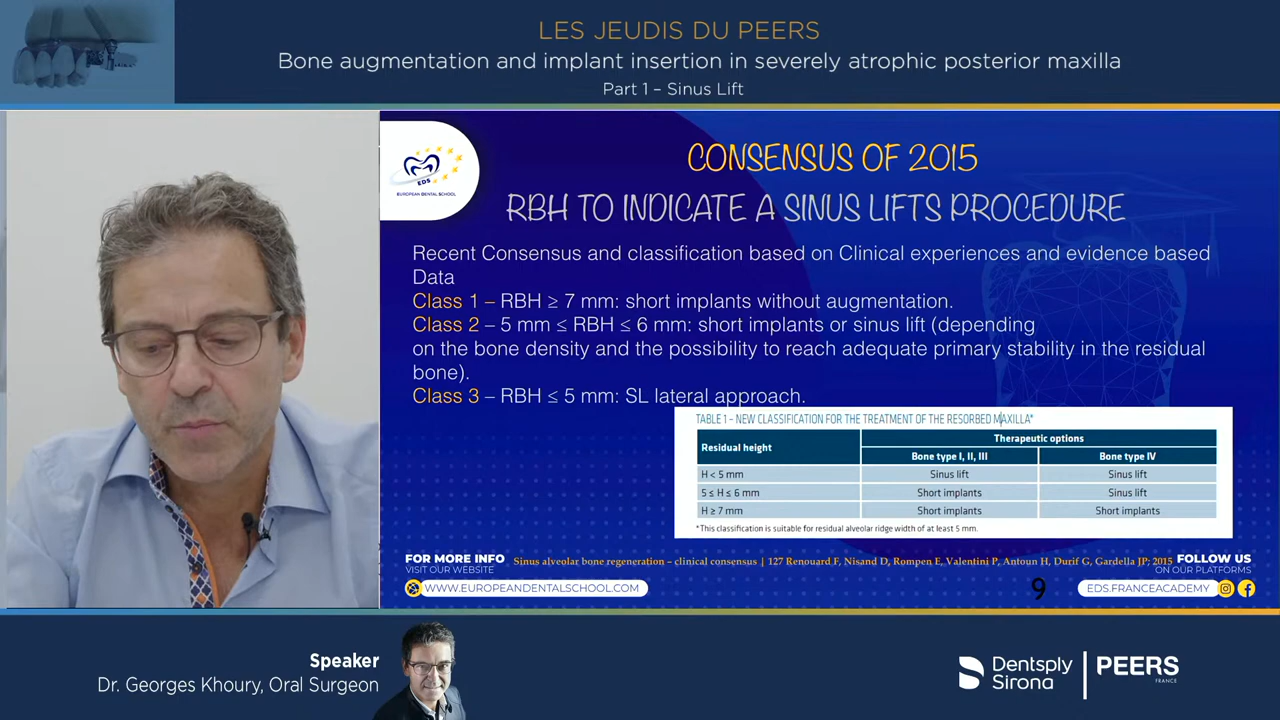 LES JEUDIS DU PEERS
Bone augmentation and implant insertion in severely atrophic posterior maxilla
Part 1 – Sinus Lift
EDS
EUROPEAN DENTAL SCHOOL
CONSENSUS OF 2015
RBH TO INDICATE A SINUS LIFTS PROCEDURE
Recent Consensus and classification based on Clinical experiences and evidence based
Data
Class 1 – RBH ≥ 7 mm: short implants without augmentation.
Class 2 – 5 mm ≤ RBH ≤ 6 mm: short implants or sinus lift (depending
on the bone density and the possibility to reach adequate primary stability in the residual
bone).
Class 3 – RBH ≤ 5 mm: SL lateral approach.
TABLE 1 - NEW CLASSIFICATION FOR THE TREATMENT OF THE RESORBED MAXILLA*
Residual height
Therapeutic options
Bone type I, II, III
Bone type IV
H < 5 mm
Sinus lift
Sinus lift
5 ≤ H ≤ 6 mm
Short implants
Sinus lift
H ≥ 7 mm
Short implants
Short implants
*This classification is suitable for residual alveolar ridge width of at least 5 mm.
FOR MORE INFO
VISIT OUR WEBSITE
WWW.EUROPEANDENTALSCHOOL.COM
Sinus alveolar bone regeneration – clinical consensus | 127 Renouard F, Nisand D, Rompen E, Valentini P, Antoun H, Durif G, Gardella JP; 2015
FOLLOW US
ON OUR PLATFORMS
9
EDS.FRANCEACADEMY
Speaker
Dr. Georges Khoury, Oral Surgeon
Dentsply
Sirona
PEERS
FRANCE